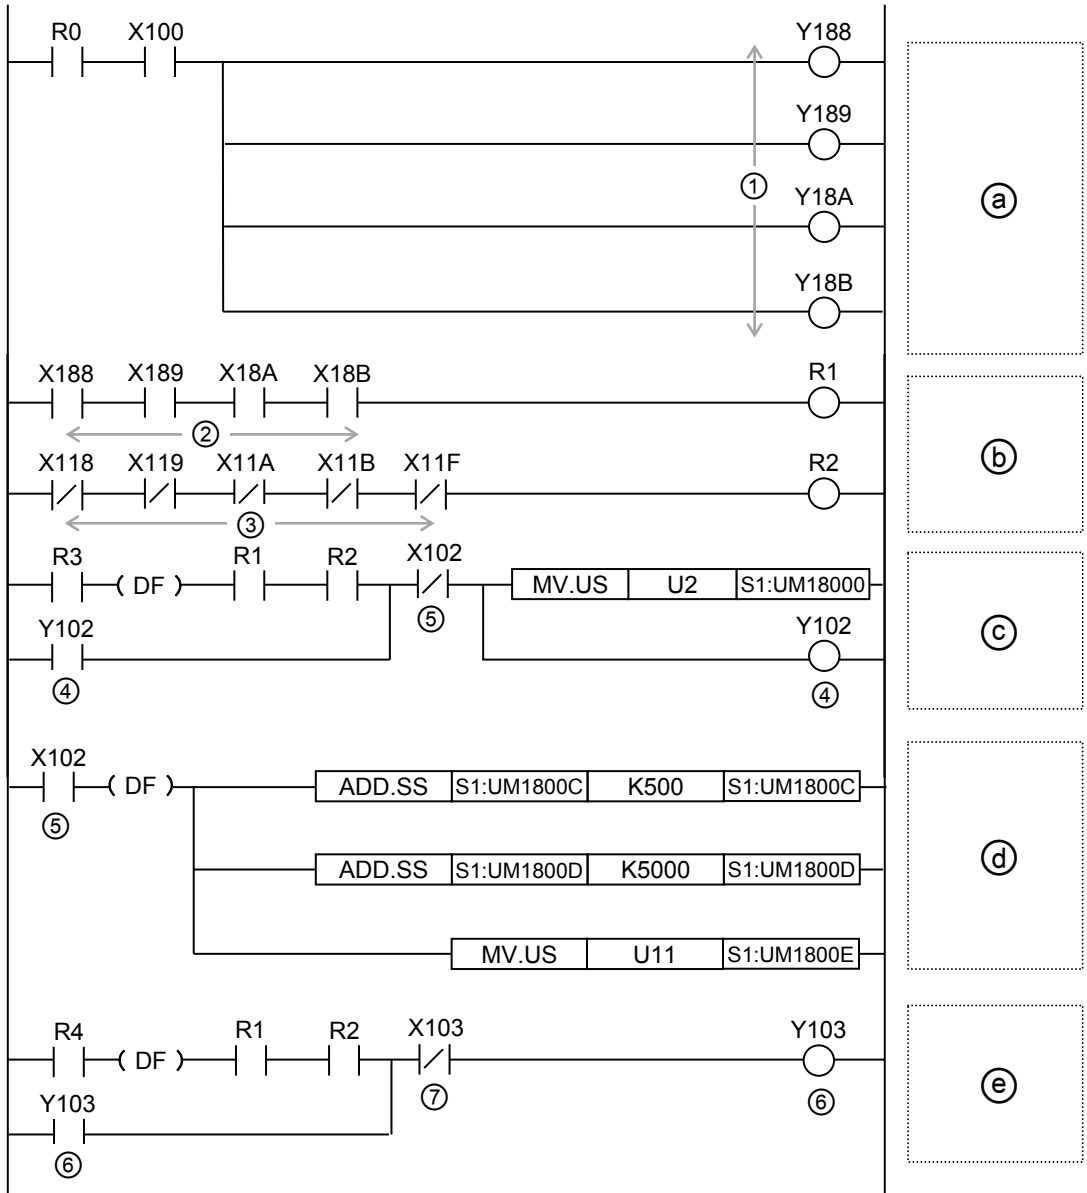 R0 X100 Y188
Y189
① Y18A ⓐ
Y18B
X188 X189 X18A X18B R1
② ⓑ
X118 X119 X11A X11B X11F R2
③
R3 ( DF ) R1 R2 X102 MV.US U2 S1:UM18000
⑤ ⓒ
Y102 Y102
④ ④
X102 ( DF ) ADD.SS S1:UM1800C K500 S1:UM1800C
⑤
ADD.SS S1:UM1800D K5000 S1:UM1800D ⓓ
MV.US U11 S1:UM1800E
R4 ( DF ) R1 R2 X103 Y103
⑦ ⑥ ⓔ
Y103
⑥